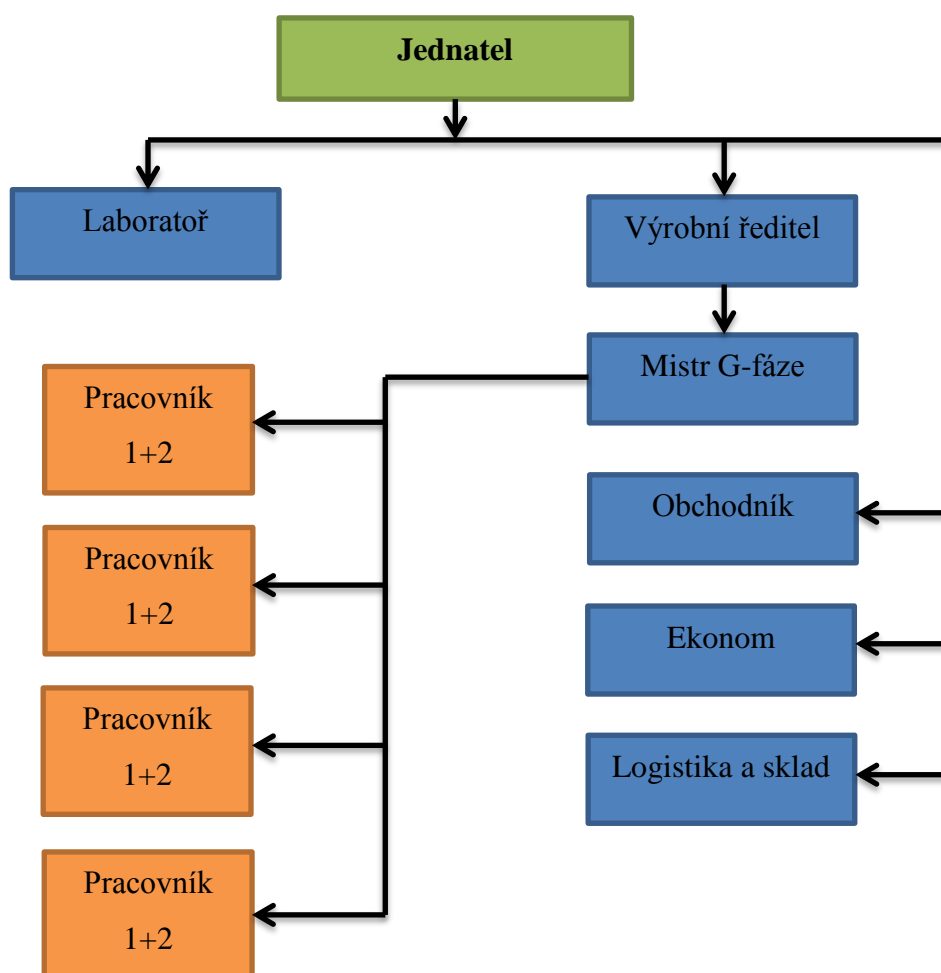 Jednatel
Laboratoř
Výrobní ředitel
Mistr G-fáze
Pracovník
1+2
Obchodník
Pracovník
1+2
Ekonom
Pracovník
1+2
Logistika a sklad
Pracovník
1+2